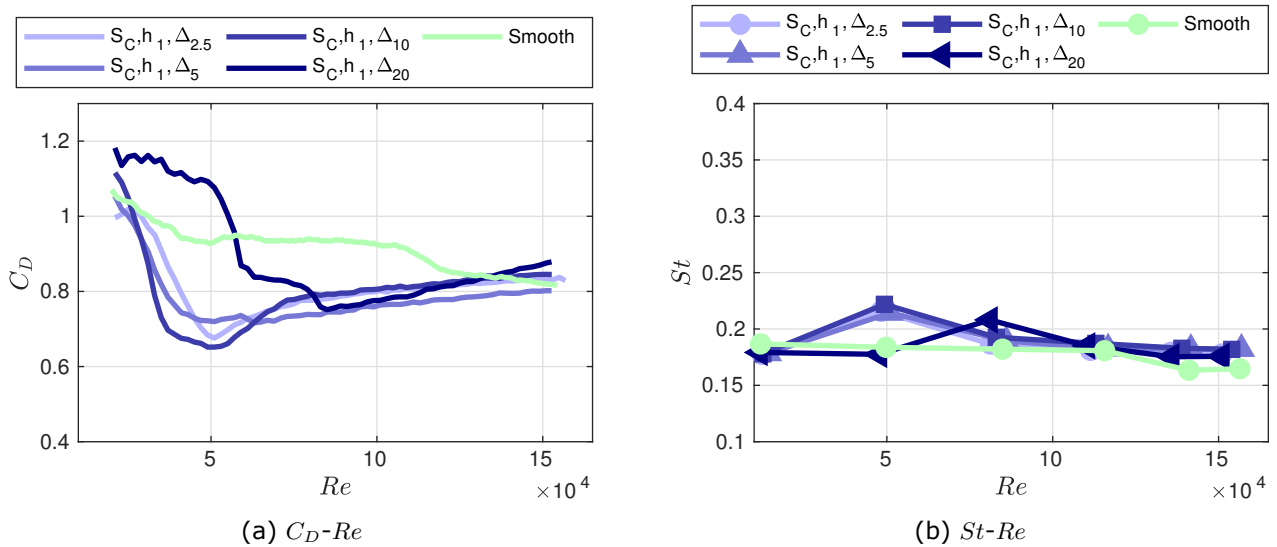 S_C,h_1,Δ_2.5 S_C,h_1,Δ_10 Smooth
S_C,h_1,Δ_5 S_C,h_1,Δ_20
1.2
1
0.8
0.6
0.4
C_D
5 10 15
×10^4
Re
(a) C_D-Re
S_C,h_1,Δ_2.5 S_C,h_1,Δ_10 Smooth
S_C,h_1,Δ_5 S_C,h_1,Δ_20
0.4
0.35
0.3
0.25
0.2
0.15
0.1
St
5 10 15
×10^4
Re
(b) St-Re